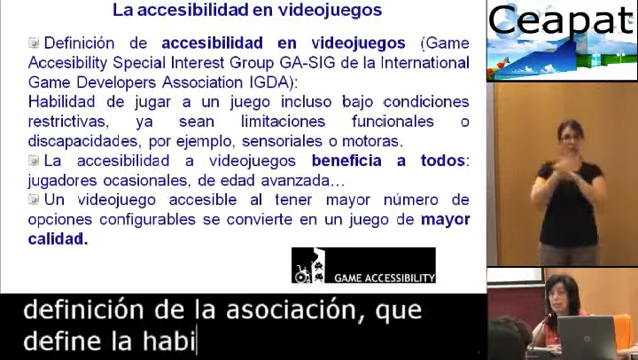 La accesibilidad en videojuegos
Definición de accesibilidad en videojuegos (Game
Accesibility Special Interest Group GA-SIG de la International
Game Developers Association IGDA):
Habilidad de jugar a un juego incluso bajo condiciones
restrictivas, ya sean limitaciones funcionales o
discapacidades, por ejemplo, sensoriales o motoras.
La accesibilidad a videojuegos beneficia a todos:
jugadores ocasionales, de edad avanzada...
Un videojuego accesible al tener mayor número de
opciones configurables se convierte en un juego de mayor
calidad.
GAME ACCESSIBILITY
definición de la asociación, que
define la habi
Ceapat